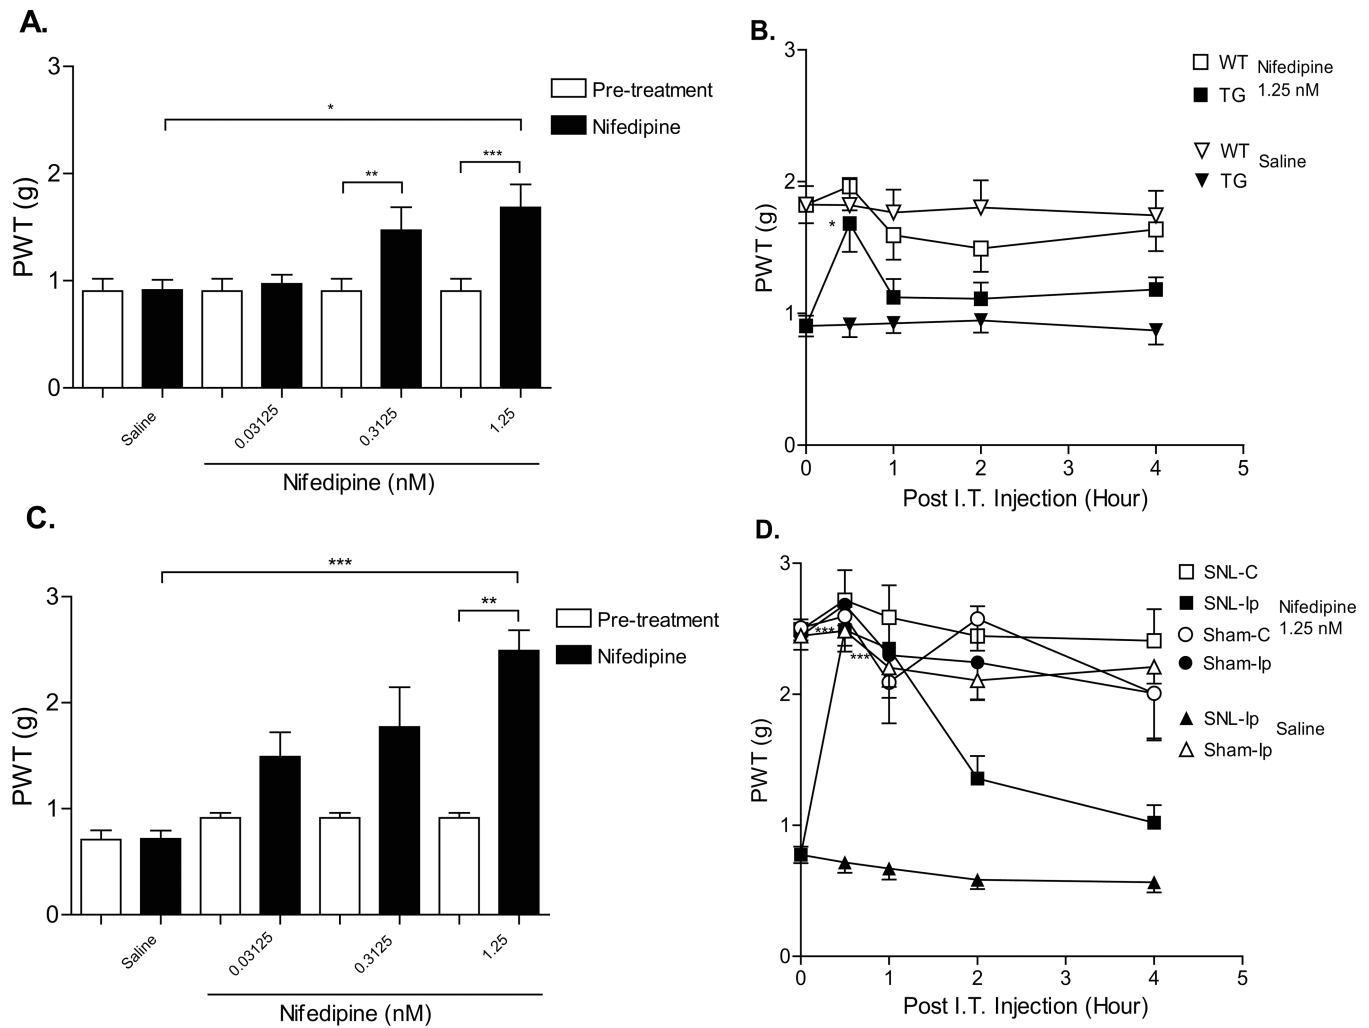 A.
3
2
1
0
PWT (g)
*
**
***
Pre-treatment
Nifedipine
Saline
0.03125
0.3125
1.25
Nifedipine (nM)
B.
3
2
1
0
PWT (g)
*
WT
TG
Nifedipine
1.25 nM
WT
TG
Saline
0 1 2 3 4 5
Post I.T. Injection (Hour)
C.
3
2
1
0
PWT (g)
***
**
Pre-treatment
Nifedipine
Saline
0.03125
0.3125
1.25
Nifedipine (nM)
D.
3
2
1
0
PWT (g)
***
***
SNL-C
SNL-Ip
Sham-C
Sham-Ip
Nifedipine
1.25 nM
SNL-Ip
Sham-Ip
Saline
0 1 2 3 4 5
Post I.T. Injection (Hour)